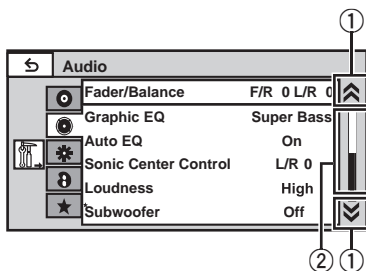 ①
Audio
Fader/Balance F/R 0 L/R 0
Graphic EQ Super Bass
Auto EQ On
Sonic Center Control L/R 0
Loudness High
Subwoofer Off
② ①